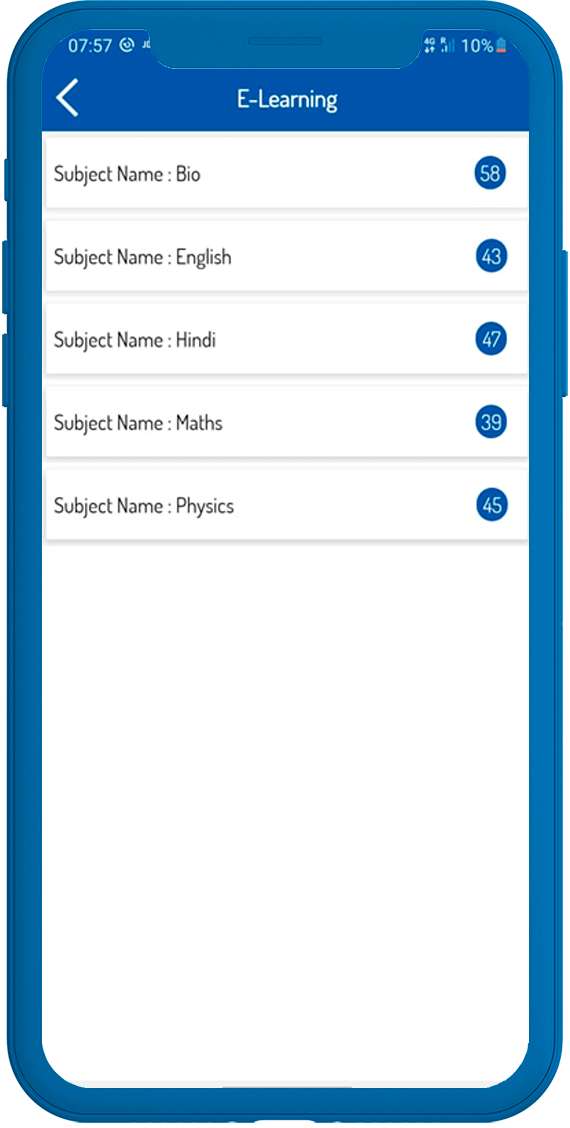 07:57
4G R 10%
E-Learning
Subject Name : Bio 58
Subject Name : English 43
Subject Name : Hindi 47
Subject Name : Maths 39
Subject Name : Physics 45